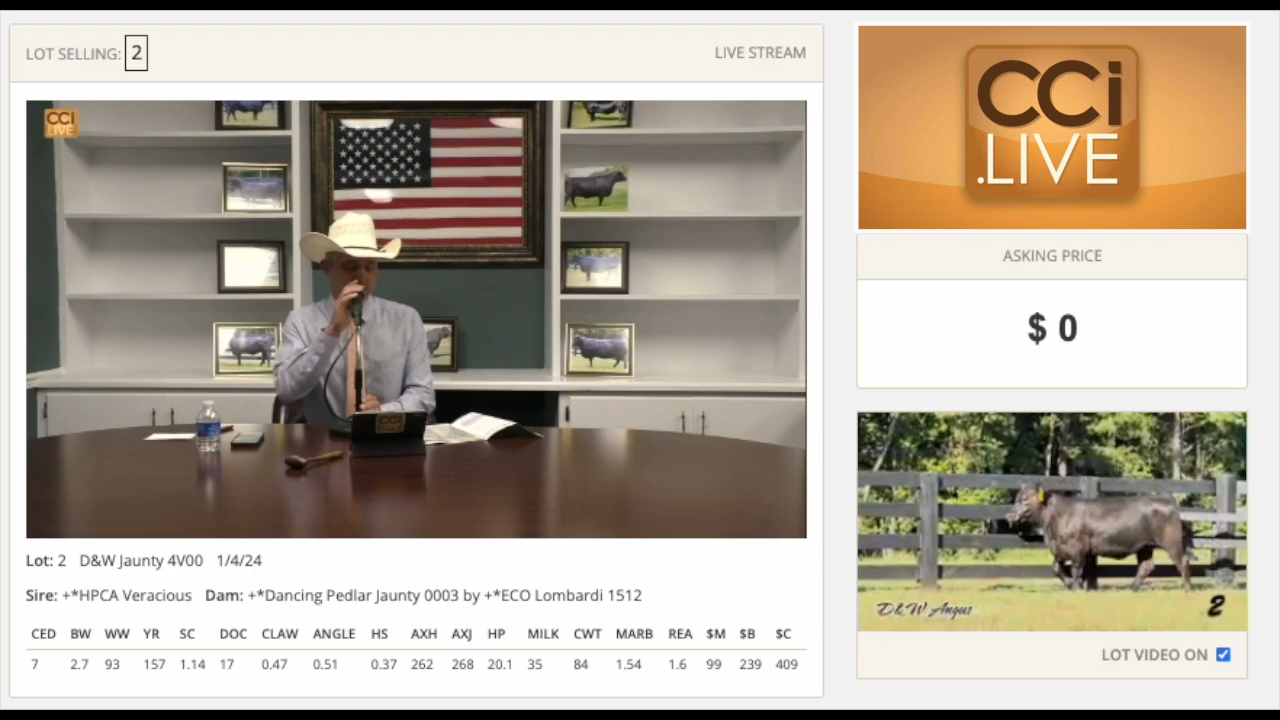 LOT SELLING: 2
LIVE STREAM
CCi
LIVE
CCi
Lot: 2 D&W Jaunty 4V00 1/4/24
Sire: +*HPCA Veracious Dam: +*Dancing Pedlar Jaunty 0003 by +*ECO Lombardi 1512
CED BW WW YR SC DOC CLAW ANGLE HS AXH AXJ HP MILK CWT MARB REA $M $B $C
7 2.7 93 157 1.14 17 0.47 0.51 0.37 262 268 20.1 35 84 1.54 1.6 99 239 409
CCi
.LIVE
ASKING PRICE
$ 0
D&W Angus 2
LOT VIDEO ON